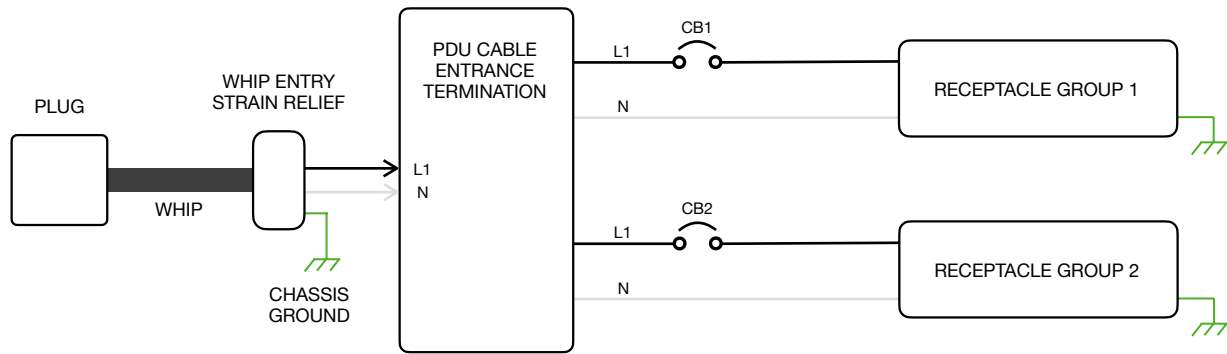 PLUG
WHIP
WHIP ENTRY
STRAIN RELIEF
CHASSIS
GROUND
PDU CABLE
ENTRANCE
TERMINATION
L1
N
L1
CB1
N
RECEPTACLE GROUP 1
L1
CB2
N
RECEPTACLE GROUP 2